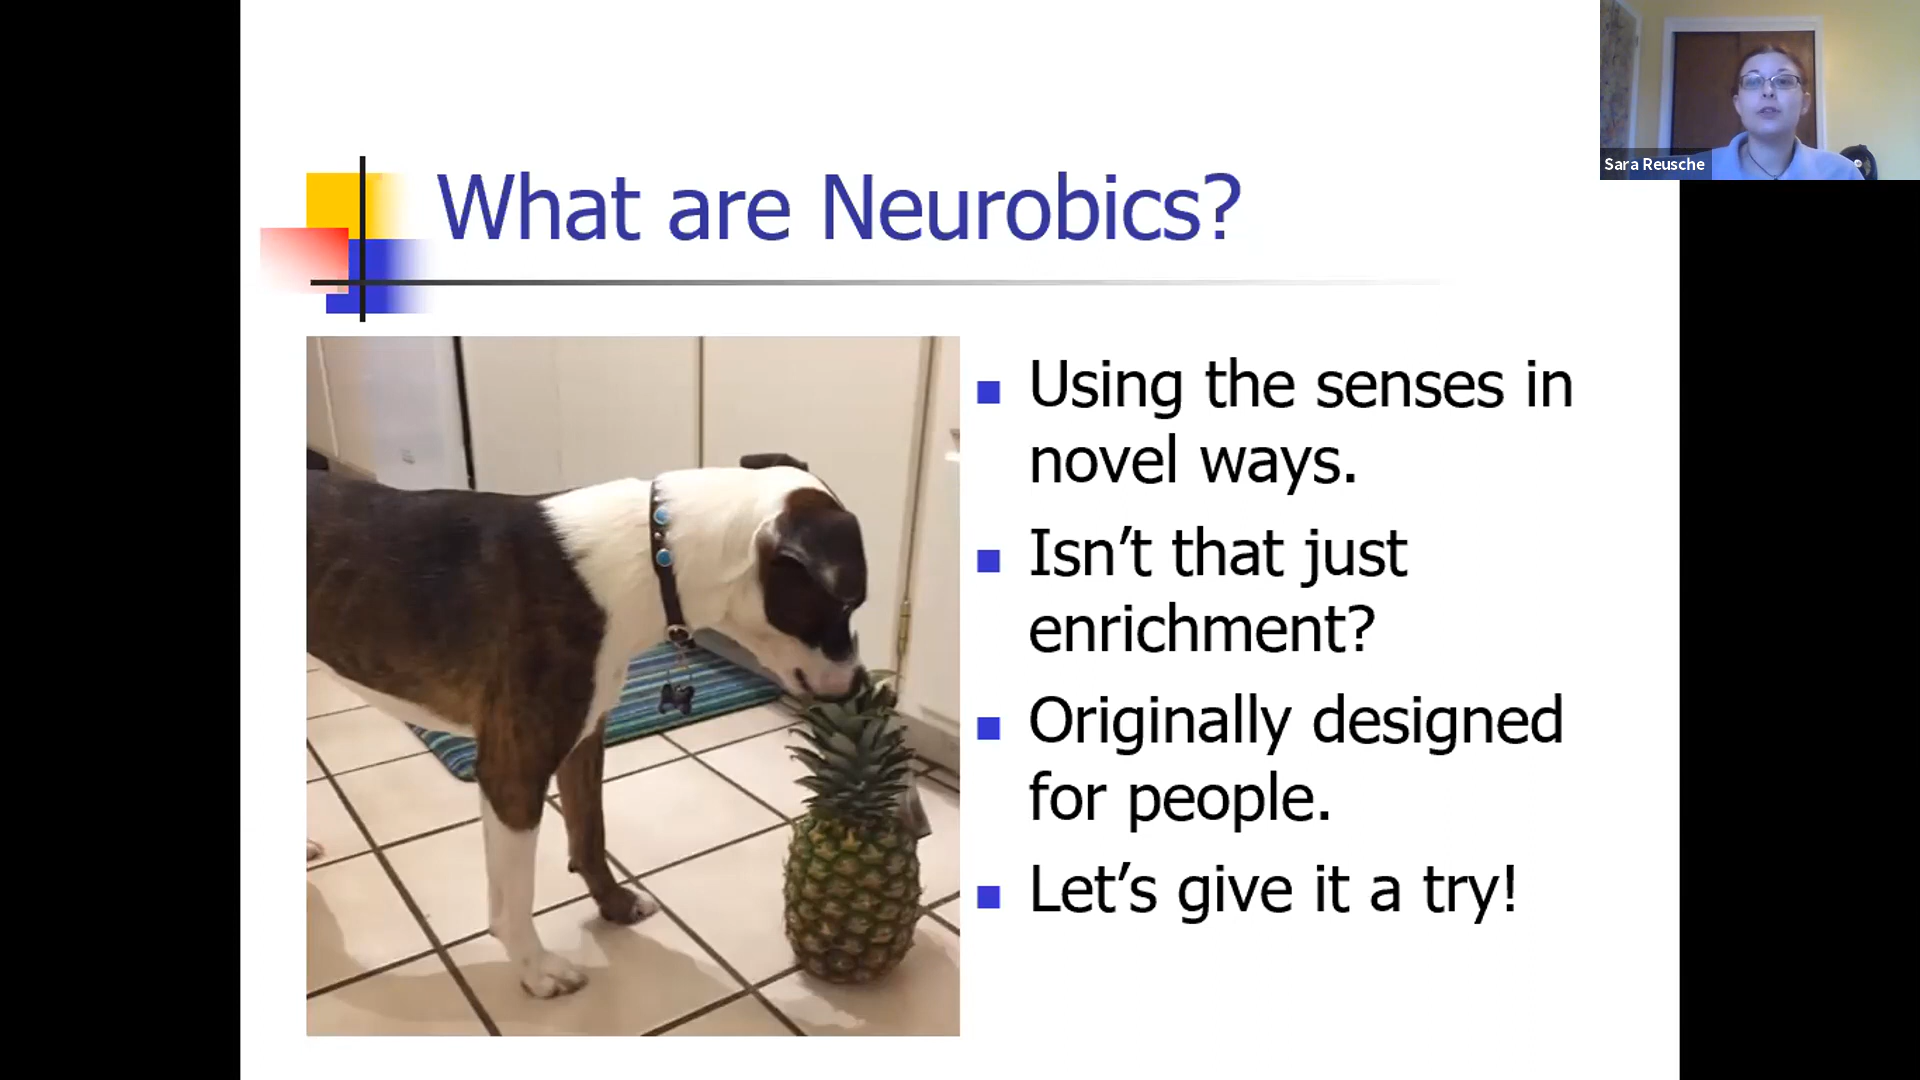 Sara Reusche
What are Neurobics?
Using the senses in
novel ways.
Isn’t that just
enrichment?
Originally designed
for people.
Let’s give it a try!